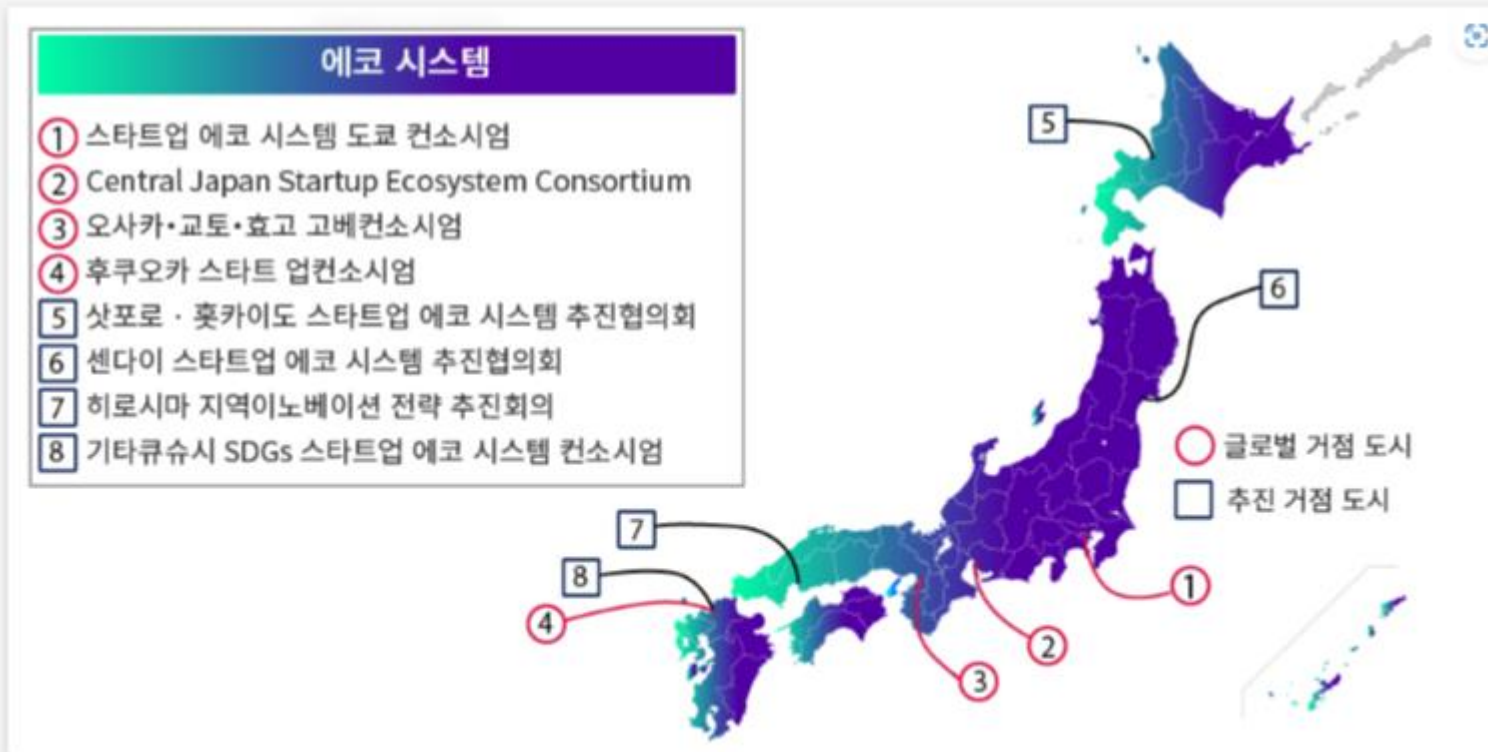 에코 시스템
1 스타트업 에코 시스템 도쿄 컨소시엄
2 Central Japan Startup Ecosystem Consortium
3 오사카•교토•효고 고베컨소시엄
4 후쿠오카 스타트 업컨소시엄
5 삿포로 · 홋카이도 스타트업 에코 시스템 추진협의회
6 센다이 스타트업 에코 시스템 추진협의회
7 히로시마 지역이노베이션 전략 추진회의
8 기타큐슈시 SDGs 스타트업 에코 시스템 컨소시엄
5
6
글로벌 거점 도시
추진 거점 도시
7
8
4
1
2
3